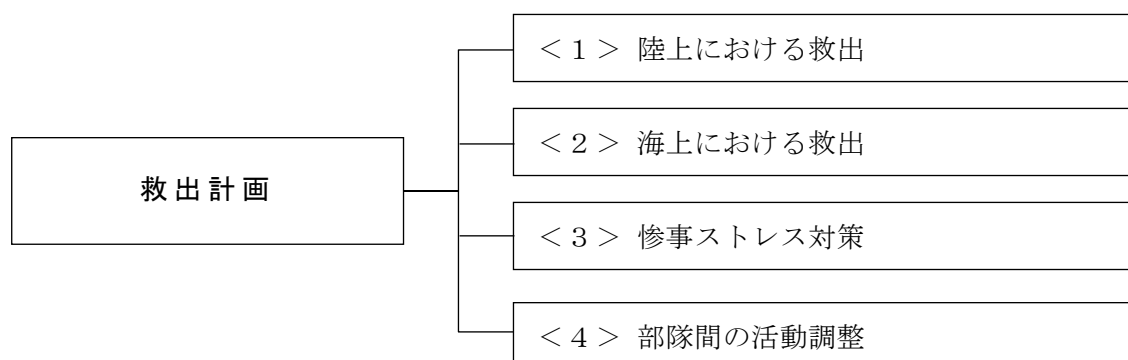 救出計画
＜１＞ 陸上における救出
＜２＞ 海上における救出
＜３＞ 惨事ストレス対策
＜４＞ 部隊間の活動調整